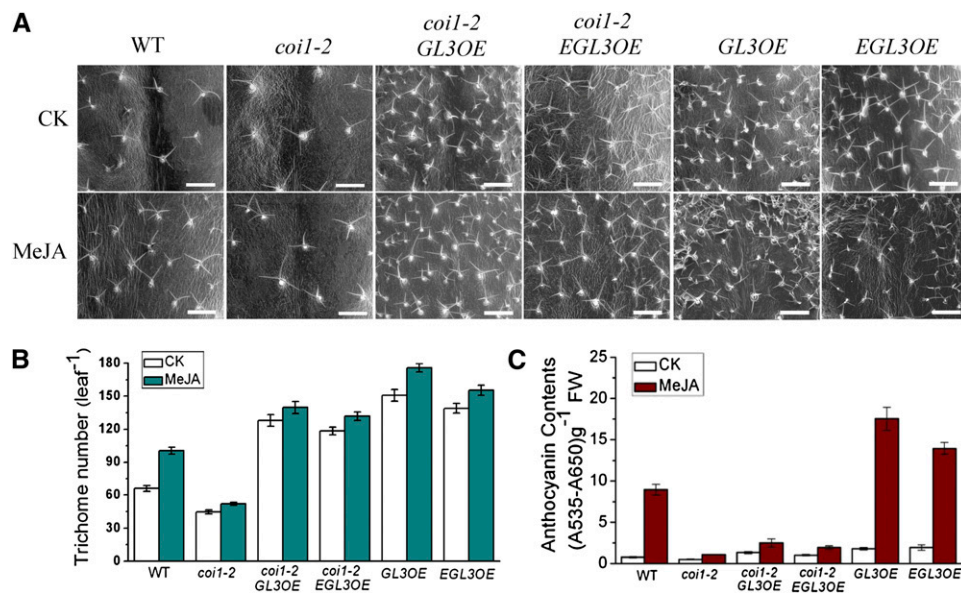 A
WT coi1-2 coi1-2 GL3OE coi1-2 EGL3OE GL3OE EGL3OE
CK
MeJA
B
Trichome number (leaf⁻¹)
180
150
120
90
60
30
0
CK
MeJA
WT coi1-2 coi1-2 GL3OE coi1-2 EGL3OE GL3OE EGL3OE
C
Anthocyanin Contents
(A535-A650)g⁻¹ FW
25
20
15
10
5
0
CK
MeJA
WT coi1-2 coi1-2 GL3OE coi1-2 EGL3OE GL3OE EGL3OE